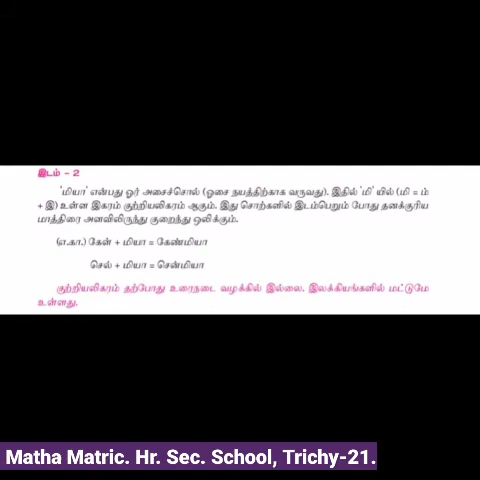 இடம் – 2
'மியா' என்பது ஓர் அசைச்சொல் (ஓசை நயத்திற்காக வருவது). இதில் 'மி' யில் (மி = ம்
+ இ) உள்ள இகரம் குற்றியலிகரம் ஆகும். இது சொற்களில் இடம்பெறும் போது தனக்குரிய
மாத்திரை அளவிலிருந்து குறைந்து ஒலிக்கும்.
(எ.கா.) கேள் + மியா = கேண்மியா
செல் + மியா = சென்மியா
குற்றியலிகரம் தற்போது உரைநடை வழக்கில் இல்லை. இலக்கியங்களில் மட்டுமே
உள்ளது.
Matha Matric. Hr. Sec. School, Trichy-21.